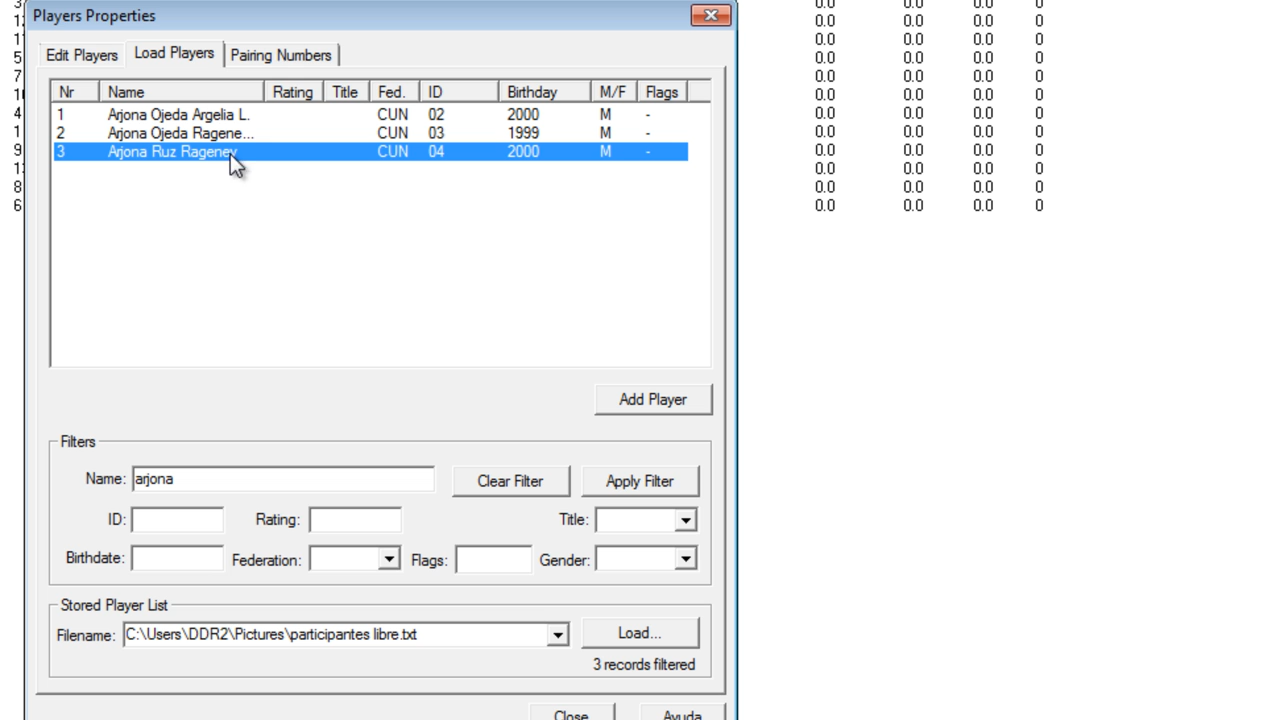 Players Properties
Edit Players Load Players Pairing Numbers
Nr Name Rating Title Fed. ID Birthday M/F Flags
1 Arjona Ojeda Argelia L. CUN 02 2000 M -
2 Arjona Ojeda Ragene... CUN 03 1999 M -
3 Arjona Ruz Rageney CUN 04 2000 M -
Add Player
Filters
Name: arjona Clear Filter Apply Filter
ID: Rating: Title:
Birthdate: Federation: Flags: Gender:
Stored Player List
Filename: C:\Users\DDR2\Pictures\participantes libre.txt Load...
3 records filtered
Close Ayuda
0.0 0.0 0.0 0
0.0 0.0 0.0 0
0.0 0.0 0.0 0
5 0.0 0.0 0.0 0
7 0.0 0.0 0.0 0
0.0 0.0 0.0 0
4 0.0 0.0 0.0 0
1 0.0 0.0 0.0 0
9 0.0 0.0 0.0 0
0.0 0.0 0.0 0
8 0.0 0.0 0.0 0
6 0.0 0.0 0.0 0